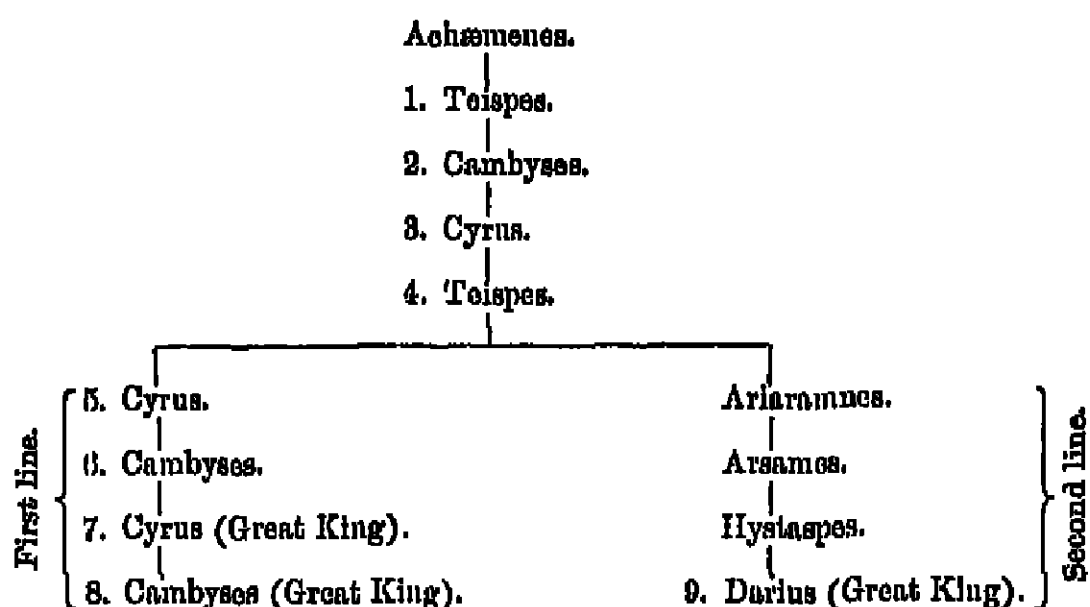 Achæmenes.
1. Teispes.
2. Cambyses.
3. Cyrus.
4. Teispes.
First line.
5. Cyrus.
6. Cambyses.
7. Cyrus (Great King).
8. Cambyses (Great King).
Ariaramnes.
Arsames.
Hystaspes.
9. Darius (Great King).
Second line.